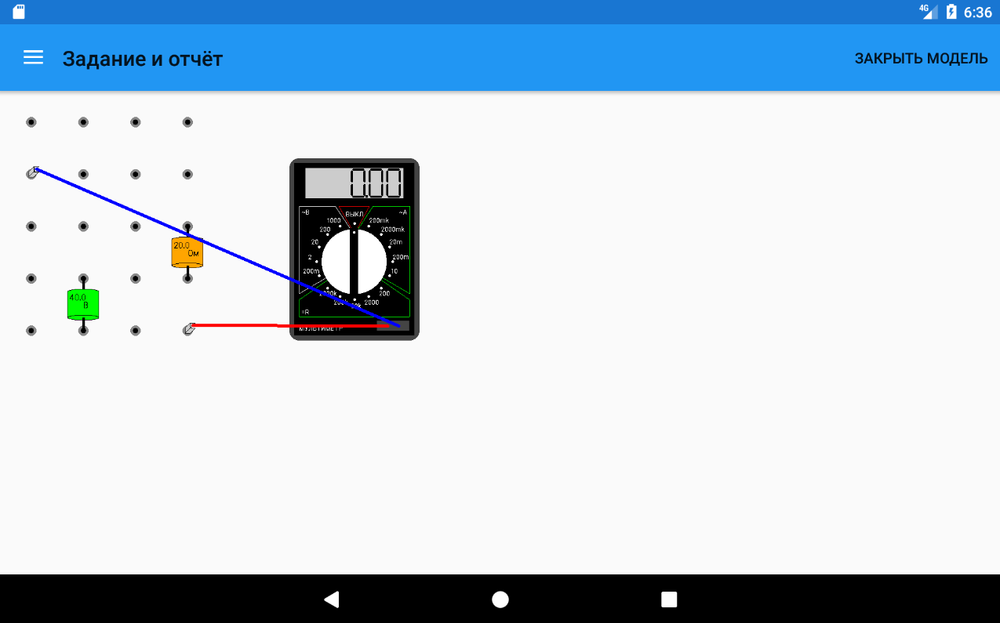 4G 6:36
Задание и отчёт
ЗАКРЫТЬ МОДЕЛЬ
0.00
~В
ВЫКЛ
~А
1000
200mk
200
2000mk
20
20m
2
200m
200m
10
200
2000
20.0
Ом
40.0
В
=R
МУЛЬТИМЕТР